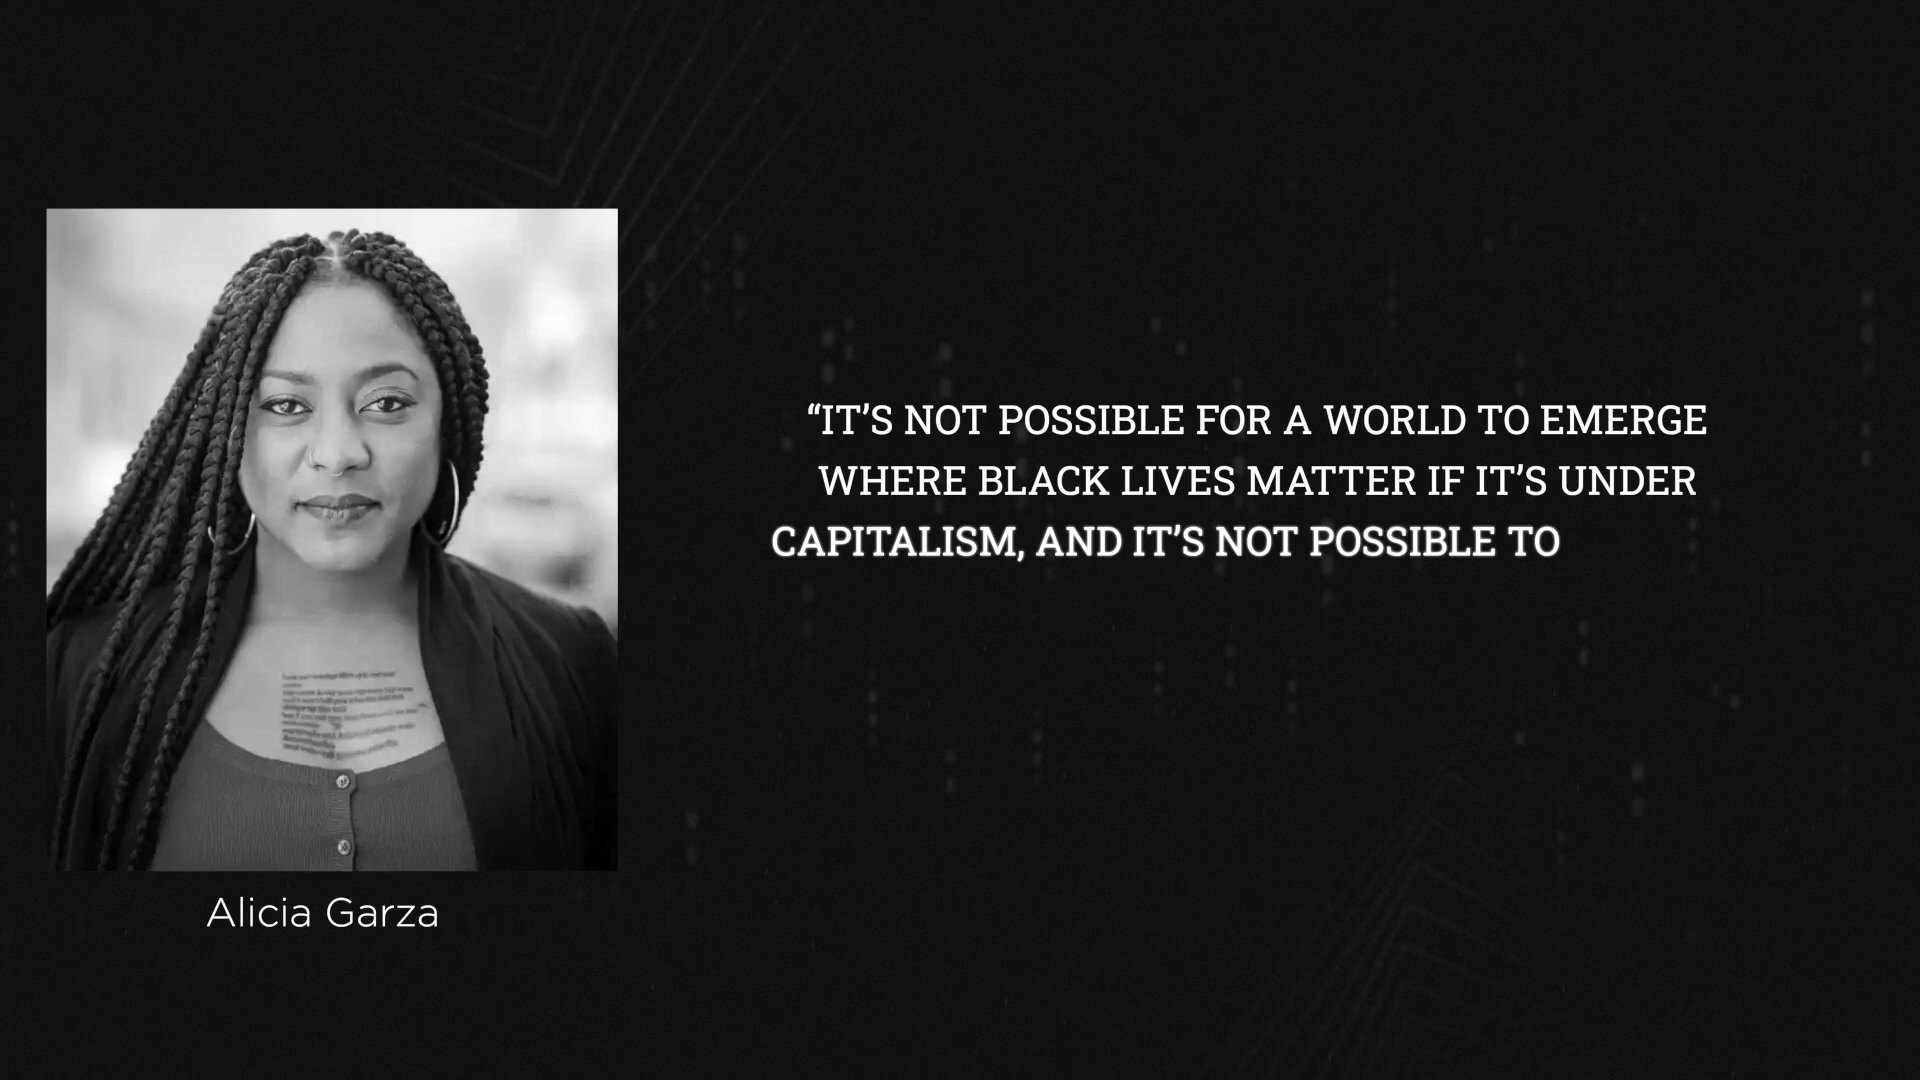 “IT’S NOT POSSIBLE FOR A WORLD TO EMERGE
WHERE BLACK LIVES MATTER IF IT’S UNDER
CAPITALISM, AND IT’S NOT POSSIBLE TO
Alicia Garza